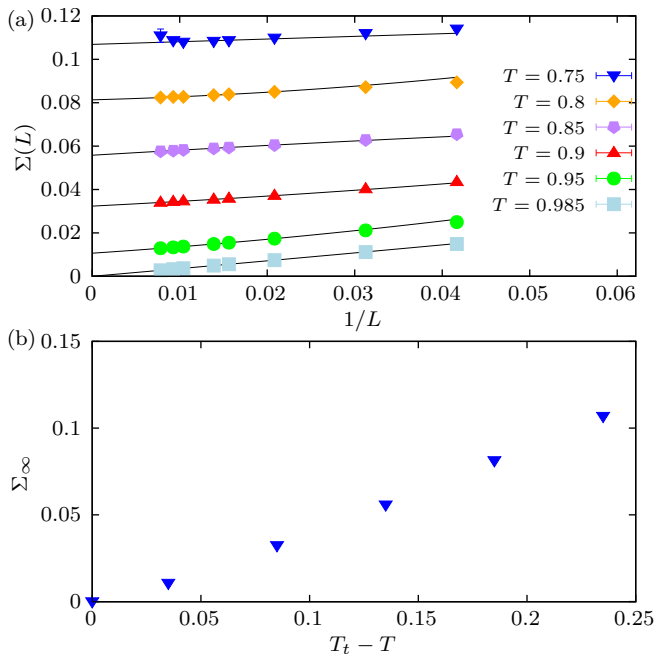 (a)
0.12
0.1
0.08
0.06
0.04
0.02
0
Σ(L)
T = 0.75
T = 0.8
T = 0.85
T = 0.9
T = 0.95
T = 0.985
0 0.01 0.02 0.03 0.04 0.05 0.06
1/L
(b)
0.15
0.1
0.05
0
Σ∞
0 0.05 0.1 0.15 0.2 0.25
Tₜ − T